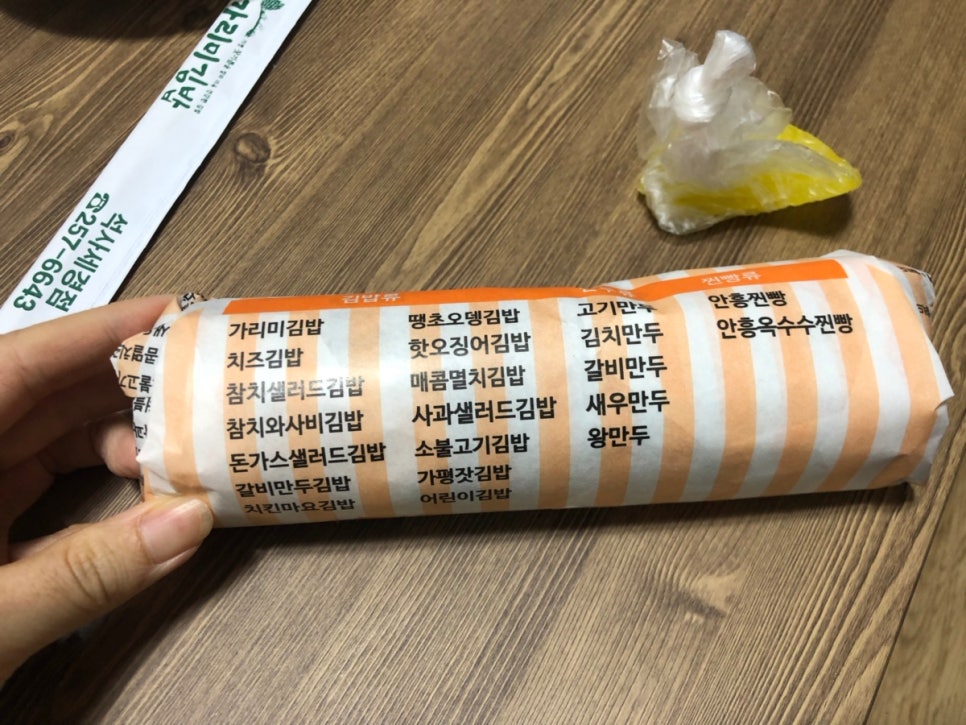 가리미김밥
석사세경점
☎257-6643
김밥류
가리미김밥
치즈김밥
참치샐러드김밥
참치와사비김밥
돈가스샐러드김밥
갈비만두김밥
치킨마요김밥
땡초오뎅김밥
핫오징어김밥
매콤멸치김밥
사과샐러드김밥
소불고기김밥
가평잣김밥
어린이김밥
고기만두
김치만두
갈비만두
새우만두
왕만두
찐빵류
안흥찐빵
안흥옥수수찐빵